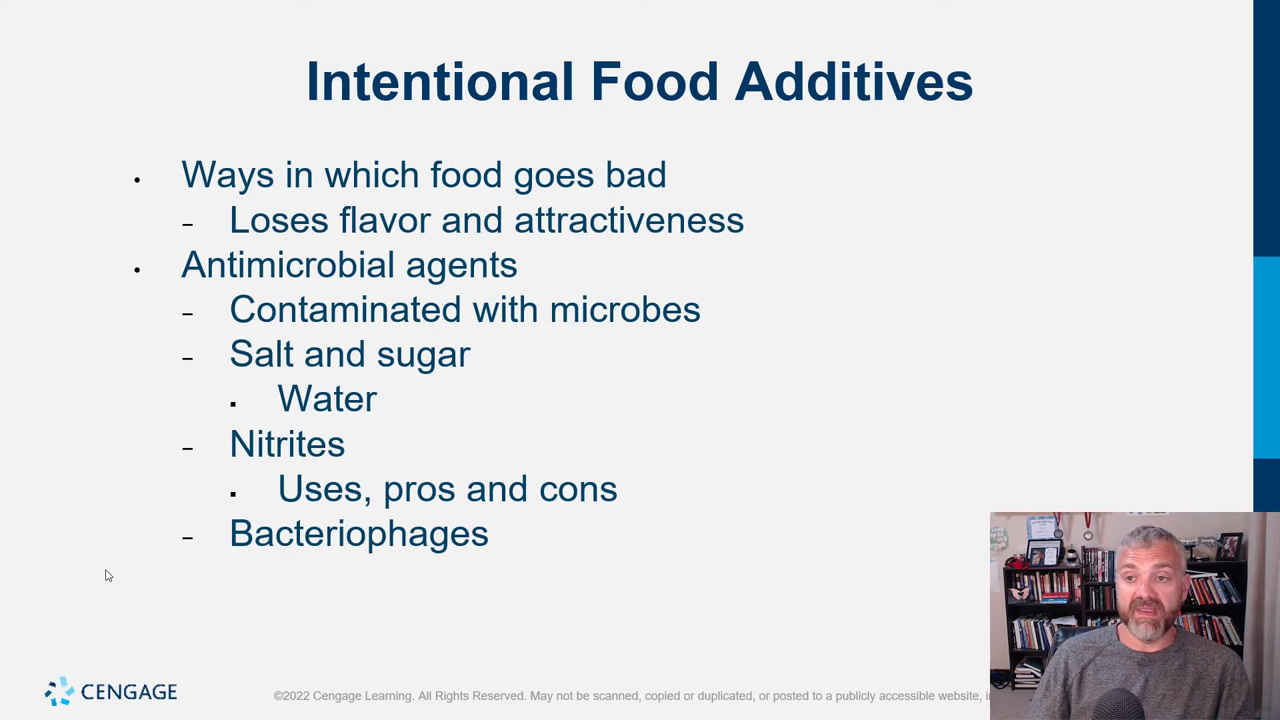 Intentional Food Additives
• Ways in which food goes bad
– Loses flavor and attractiveness
• Antimicrobial agents
– Contaminated with microbes
– Salt and sugar
▪ Water
– Nitrites
▪ Uses, pros and cons
– Bacteriophages
CENGAGE
©2022 Cengage Learning. All Rights Reserved. May not be scanned, copied or duplicated, or posted to a publicly accessible website,